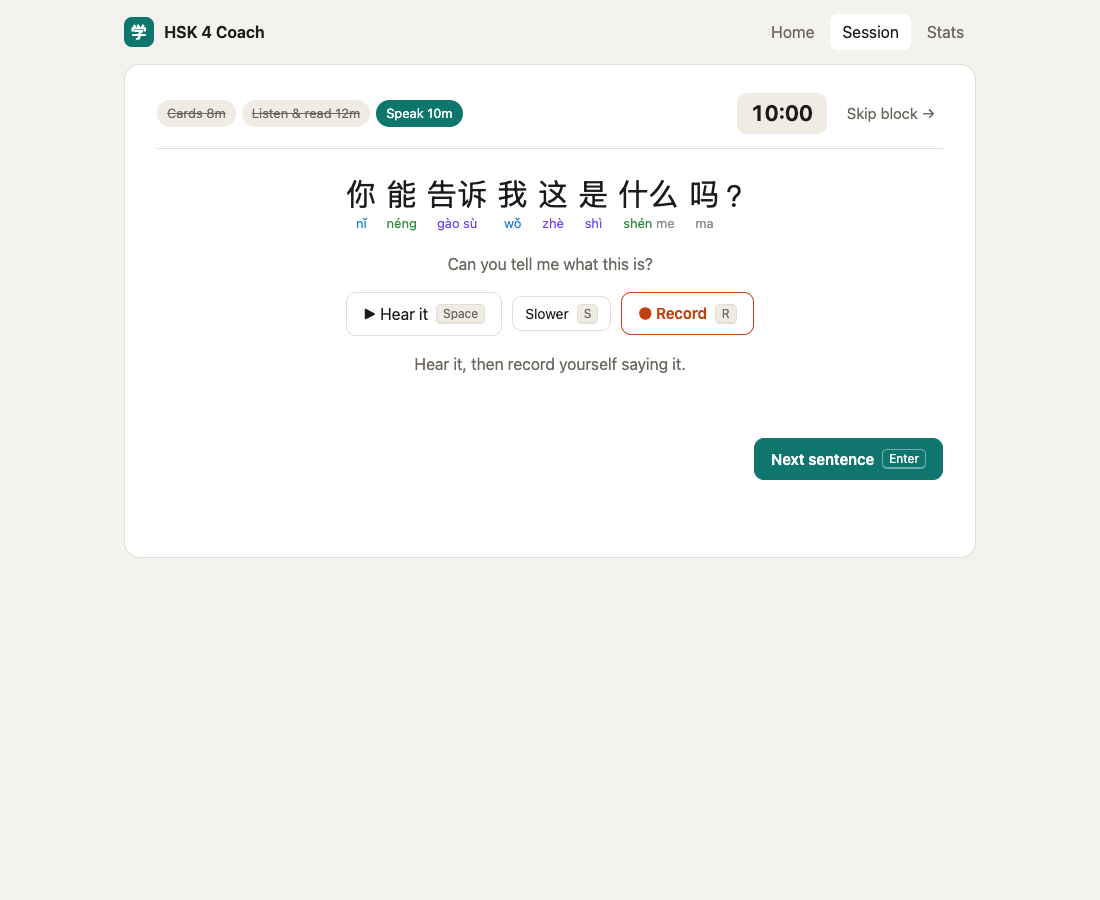 学 HSK 4 Coach Home Session Stats
Cards 8m Listen & read 12m Speak 10m 10:00 Skip block →
你 能 告诉 我 这 是 什么 吗 ?
nǐ néng gào sù wǒ zhè shì shén me ma
Can you tell me what this is?
▶ Hear it Space Slower S ● Record R
Hear it, then record yourself saying it.
Next sentence Enter